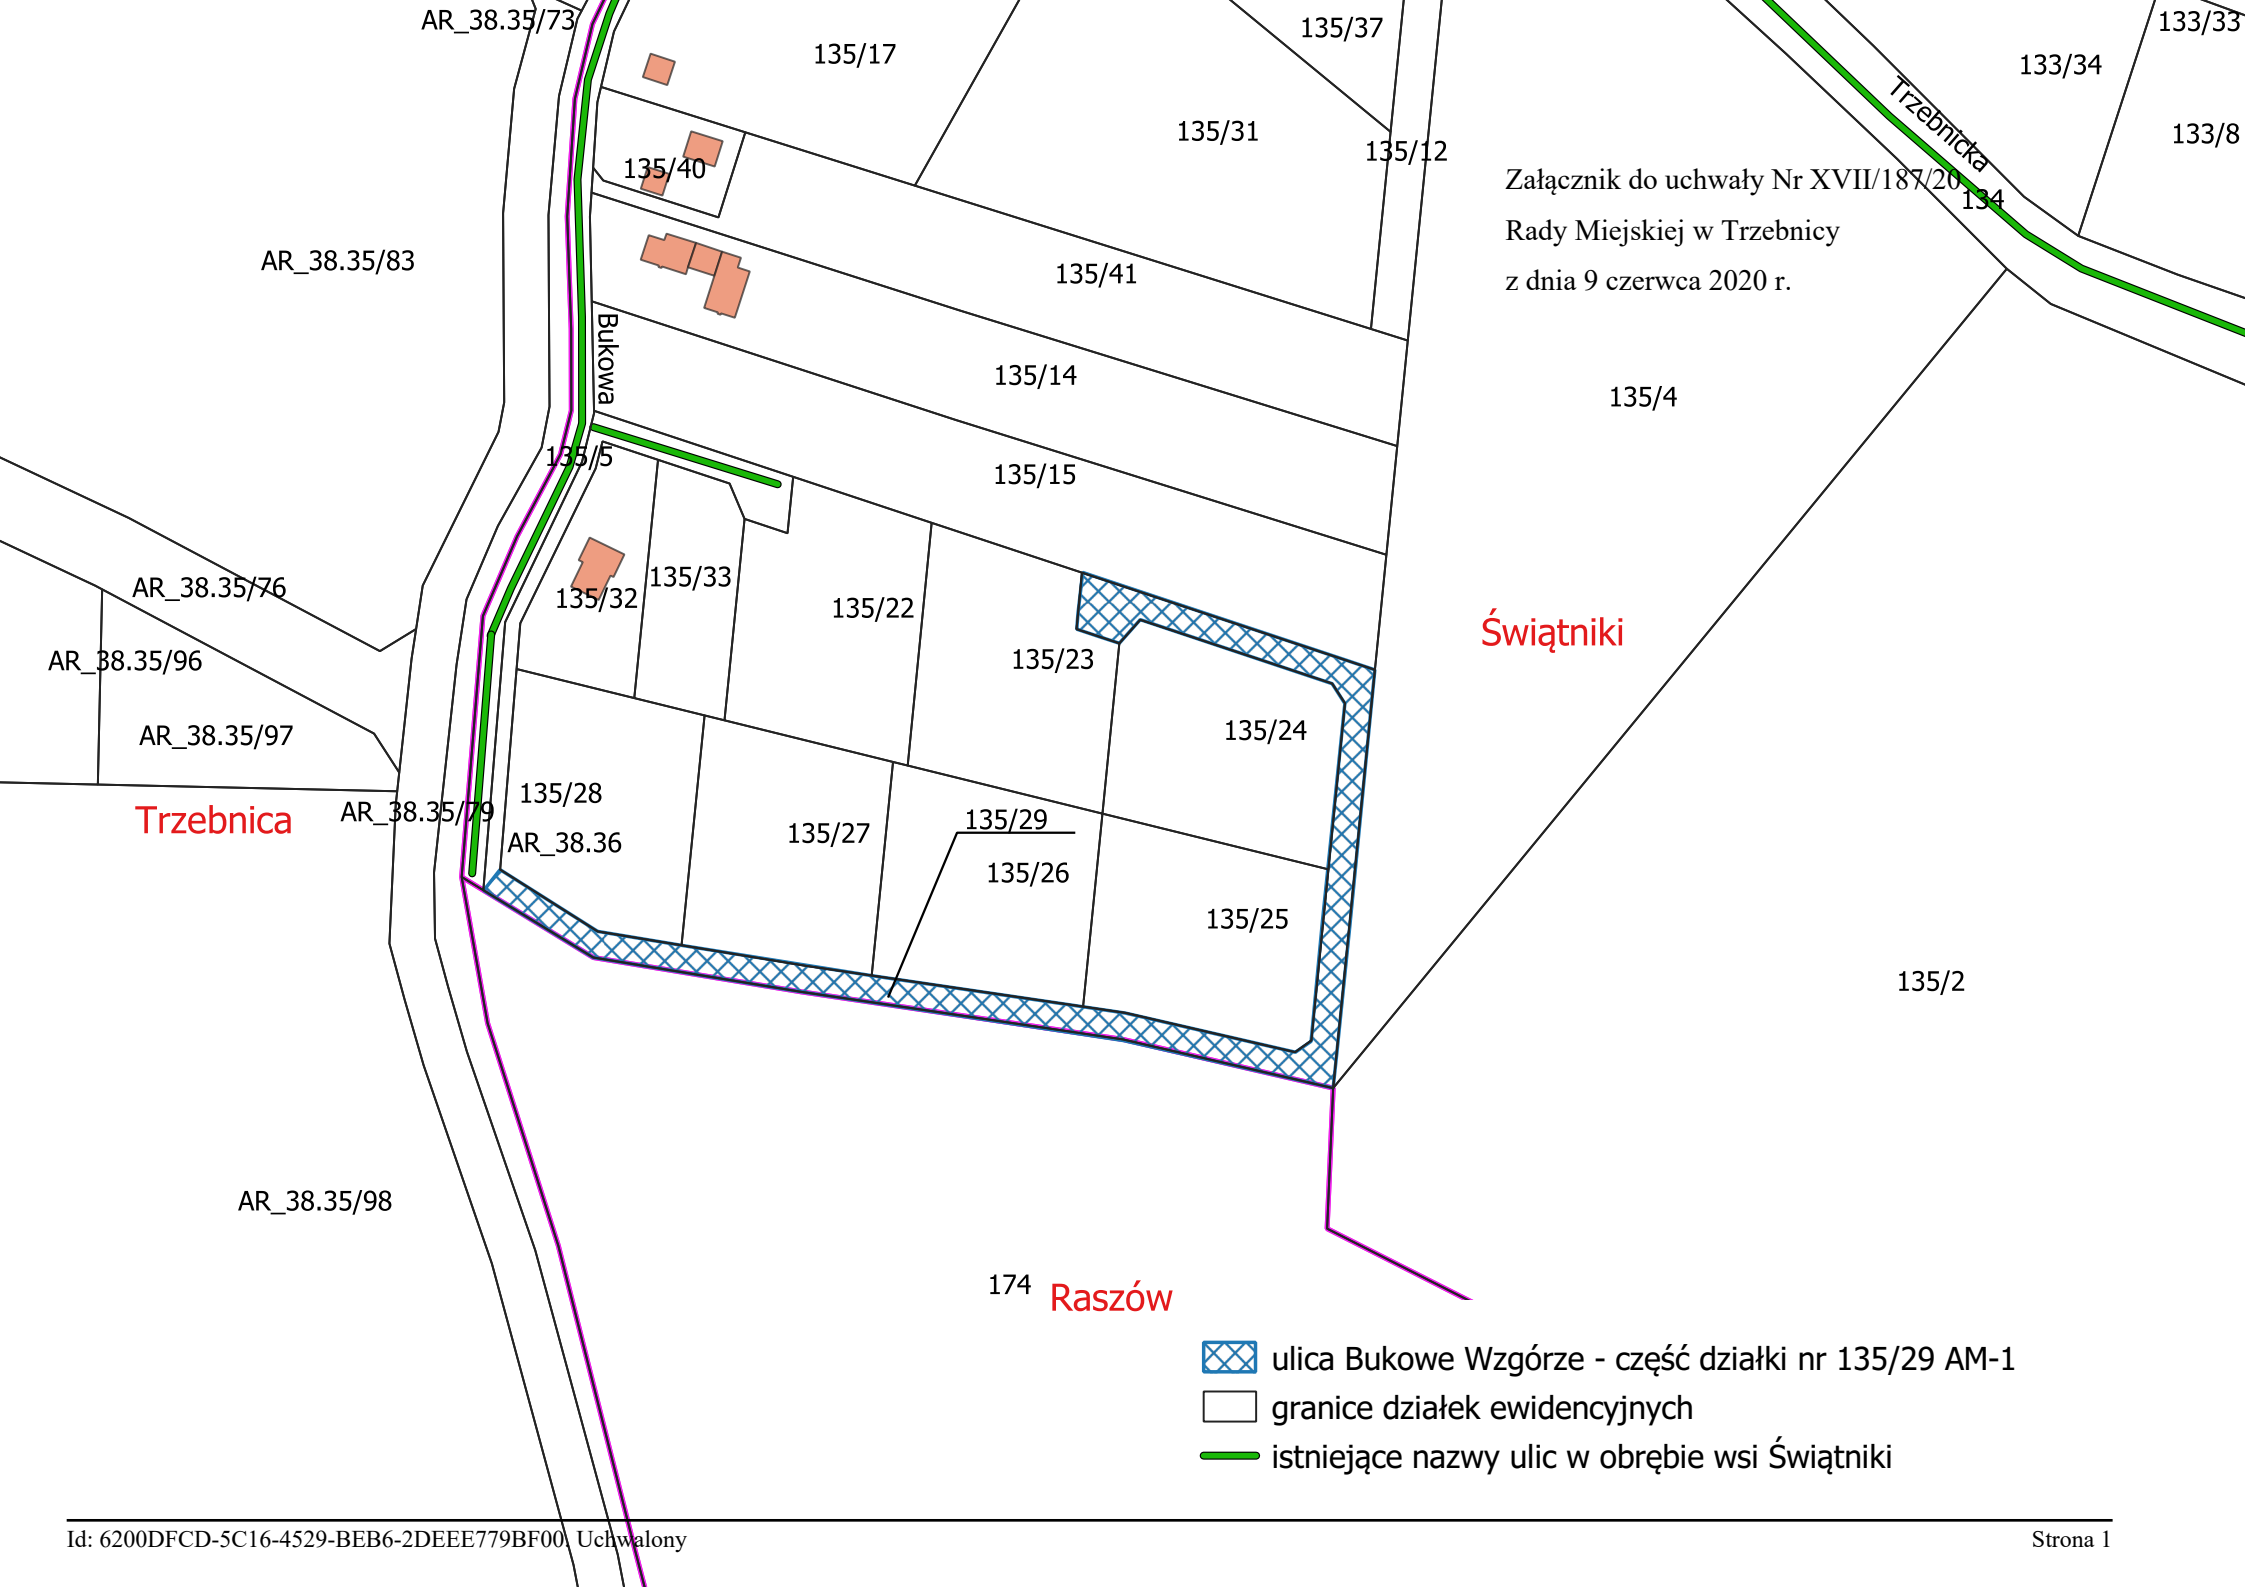 AR_38.35/73
135/17
135/37
133/33
133/34
Trzebnicka
133/8
135/31
135/12
135/40
Załącznik do uchwały Nr XVII/187/20
134
Rady Miejskiej w Trzebnicy
z dnia 9 czerwca 2020 r.
AR_38.35/83
135/41
Bukowa
135/14
135/4
135/5
135/15
AR_38.35/76
135/33
135/32
135/22
Świątniki
135/23
AR_38.35/96
135/24
AR_38.35/97
135/28
AR_38.35/79
Trzebnica
135/29
135/27
AR_38.36
135/26
135/25
135/2
AR_38.35/98
174
Raszów
ulica Bukowe Wzgórze - część działki nr 135/29 AM-1
granice działek ewidencyjnych
istniejące nazwy ulic w obrębie wsi Świątniki
Id: 6200DFCD-5C16-4529-BEB6-2DEEE779BF00. Uchwalony
Strona 1